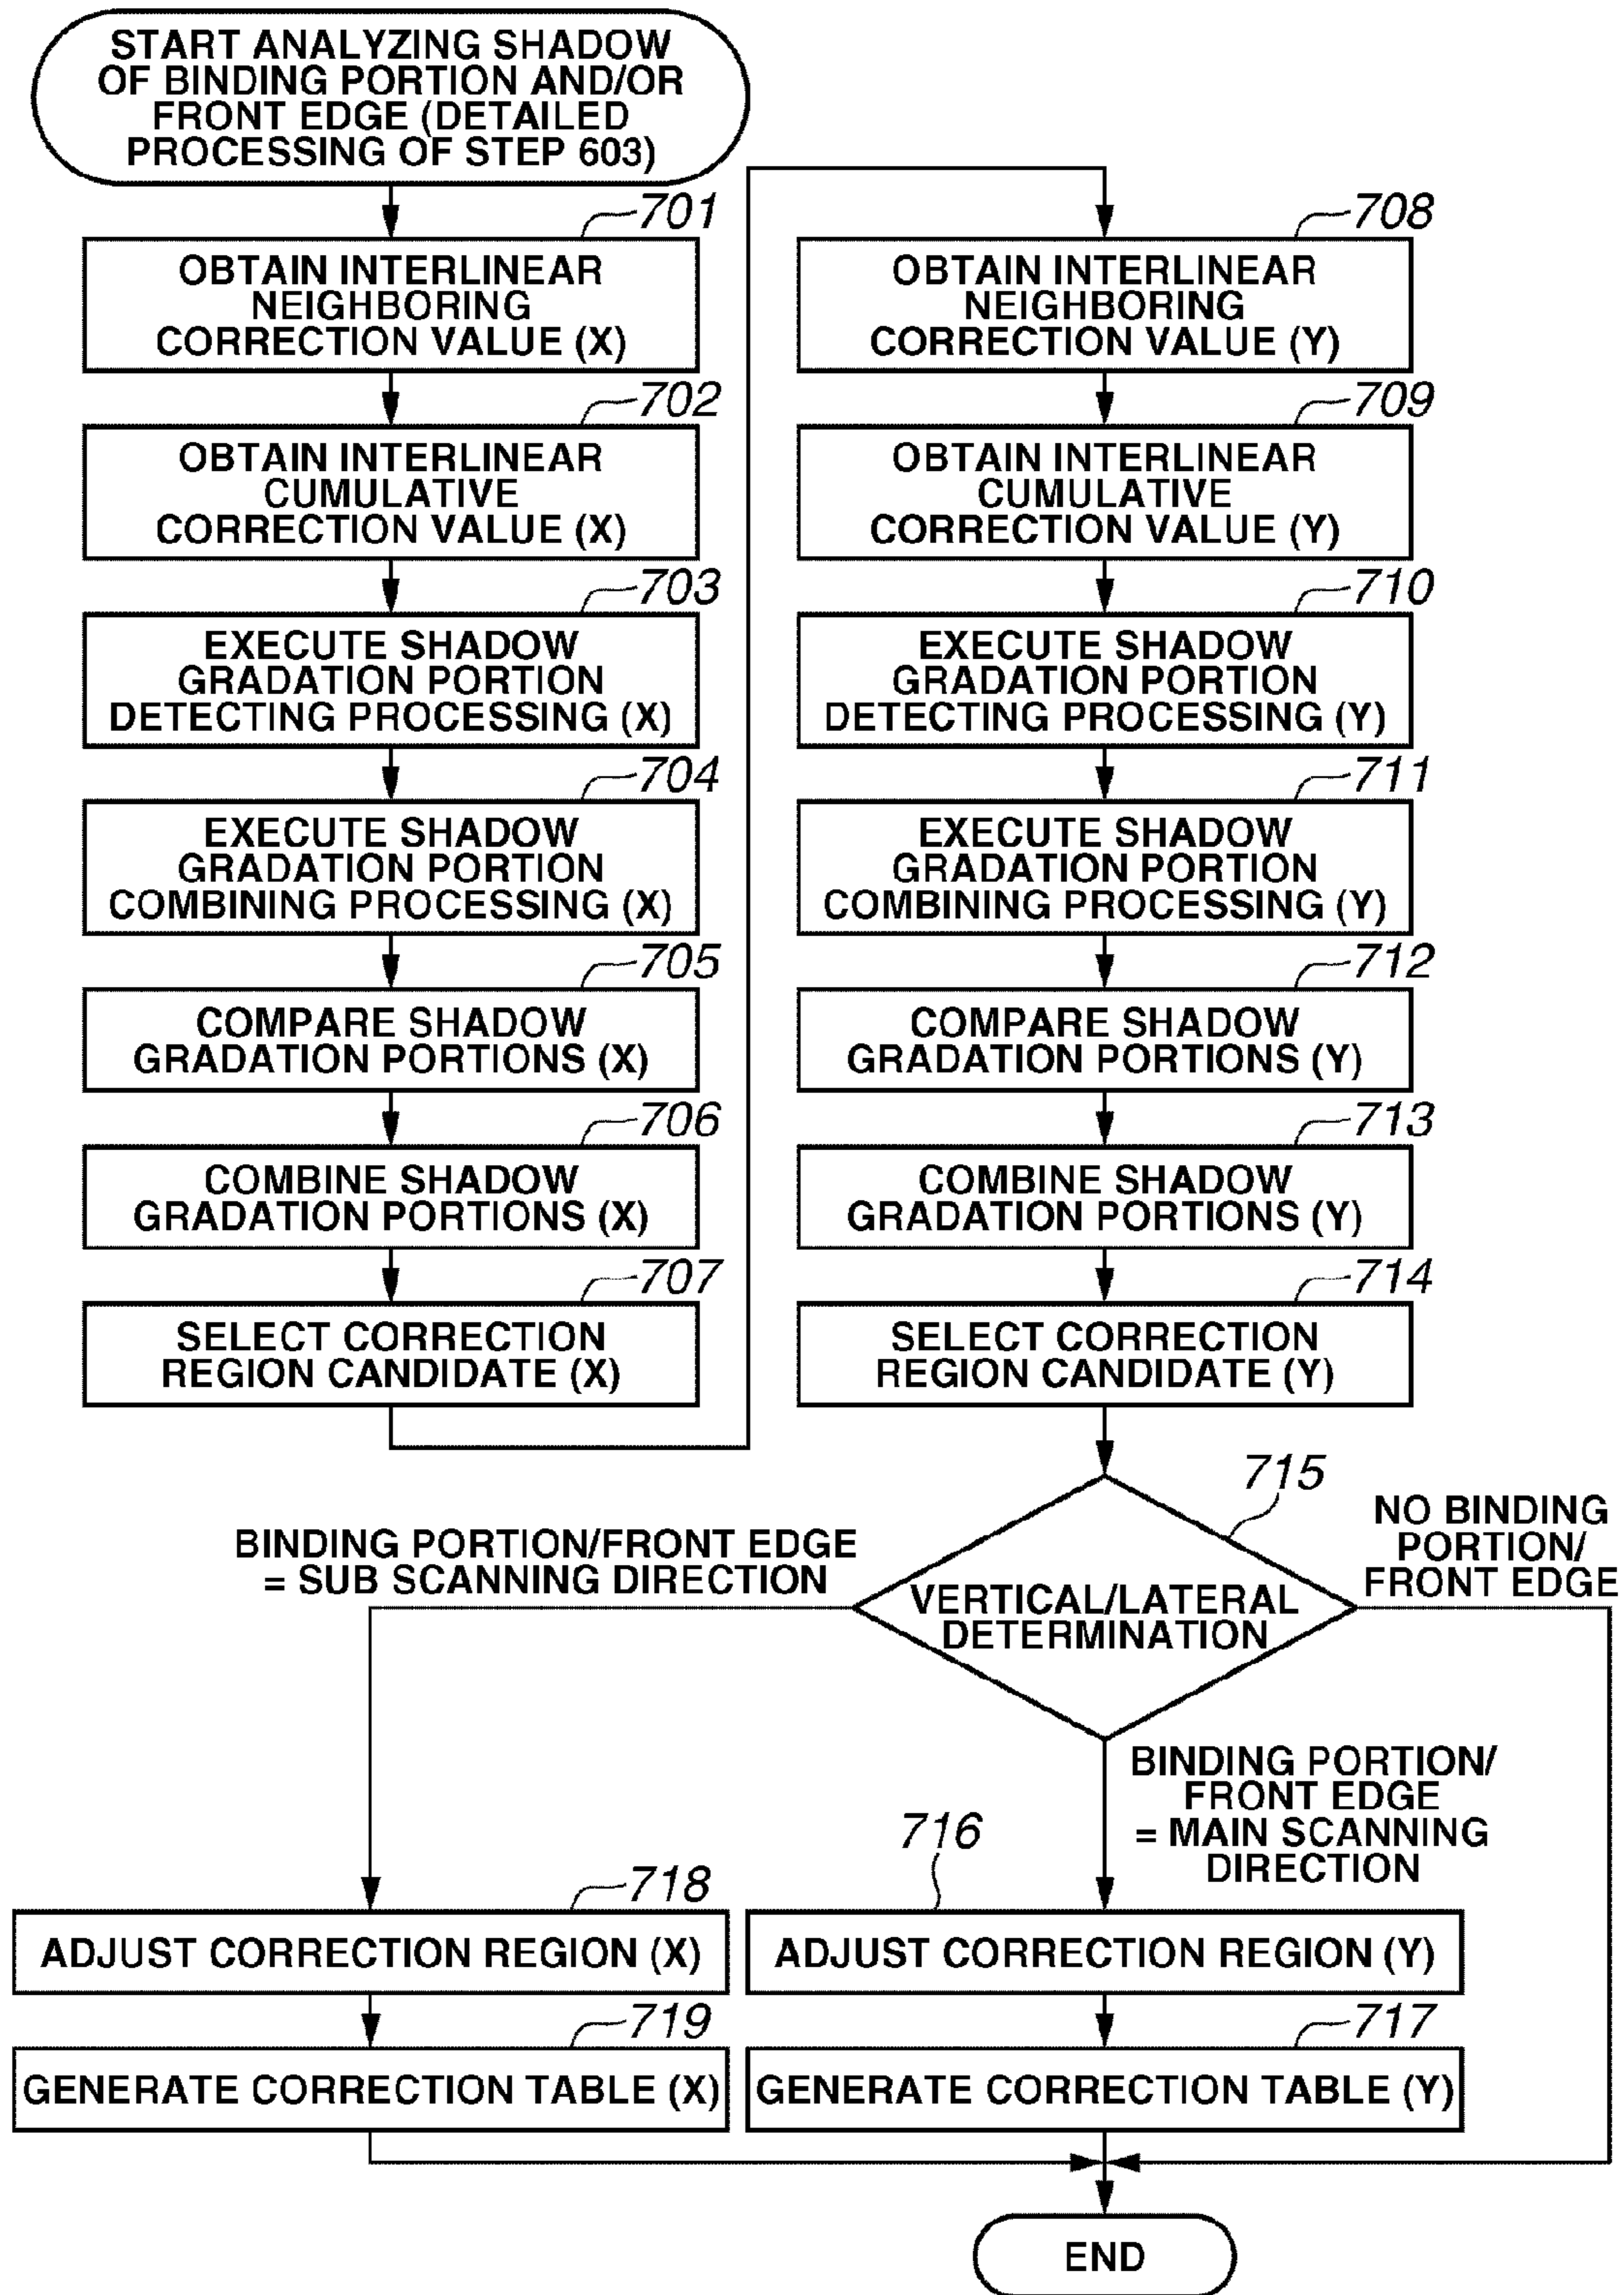 START ANALYZING SHADOW
OF BINDING PORTION AND/OR
FRONT EDGE (DETAILED
PROCESSING OF STEP 603)
701
OBTAIN INTERLINEAR
NEIGHBORING
CORRECTION VALUE (X)
702
OBTAIN INTERLINEAR
CUMULATIVE
CORRECTION VALUE (X)
703
EXECUTE SHADOW
GRADATION PORTION
DETECTING PROCESSING (X)
704
EXECUTE SHADOW
GRADATION PORTION
COMBINING PROCESSING (X)
705
COMPARE SHADOW
GRADATION PORTIONS (X)
706
COMBINE SHADOW
GRADATION PORTIONS (X)
707
SELECT CORRECTION
REGION CANDIDATE (X)
708
OBTAIN INTERLINEAR
NEIGHBORING
CORRECTION VALUE (Y)
709
OBTAIN INTERLINEAR
CUMULATIVE
CORRECTION VALUE (Y)
710
EXECUTE SHADOW
GRADATION PORTION
DETECTING PROCESSING (Y)
711
EXECUTE SHADOW
GRADATION PORTION
COMBINING PROCESSING (Y)
712
COMPARE SHADOW
GRADATION PORTIONS (Y)
713
COMBINE SHADOW
GRADATION PORTIONS (Y)
714
SELECT CORRECTION
REGION CANDIDATE (Y)
715
VERTICAL/LATERAL
DETERMINATION
BINDING PORTION/FRONT EDGE
= SUB SCANNING DIRECTION
NO BINDING
PORTION/
FRONT EDGE
BINDING PORTION/
FRONT EDGE
= MAIN SCANNING
DIRECTION
716
ADJUST CORRECTION REGION (Y)
717
GENERATE CORRECTION TABLE (Y)
718
ADJUST CORRECTION REGION (X)
719
GENERATE CORRECTION TABLE (X)
END